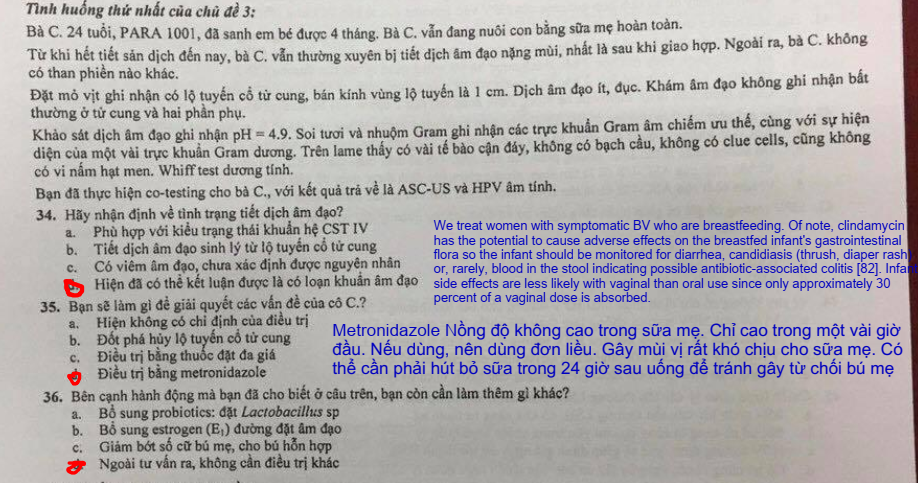 Tình huống thứ nhất của chủ đề 3:
Bà C. 24 tuổi, PARA 1001, đã sanh em bé được 4 tháng. Bà C. vẫn đang nuôi con bằng sữa mẹ hoàn toàn.
Từ khi hết tiết sản dịch đến nay, bà C. vẫn thường xuyên bị tiết dịch âm đạo nặng mùi, nhất là sau khi giao hợp. Ngoài ra, bà C. không
có than phiền nào khác.
Đặt mỏ vịt ghi nhận có lộ tuyến cổ tử cung, bán kính vùng lộ tuyến là 1 cm. Dịch âm đạo ít, đục. Khám âm đạo không ghi nhận bất
thường ở tử cung và hai phần phụ.
Khảo sát dịch âm đạo ghi nhận pH = 4.9. Soi tươi và nhuộm Gram ghi nhận các trực khuẩn Gram âm chiếm ưu thế, cùng với sự hiện
diện của một vài trực khuẩn Gram dương. Trên lame thấy có vài tế bào cận đáy, không có bạch cầu, không có clue cells, cũng không
có vi nấm hạt men. Whiff test dương tính.
Bạn đã thực hiện co-testing cho bà C., với kết quả trả về là ASC-US và HPV âm tính.
34. Hãy nhận định về tình trạng tiết dịch âm đạo?
a. Phù hợp với kiểu trạng thái khuẩn hệ CST IV
b. Tiết dịch âm đạo sinh lý từ lộ tuyến cổ tử cung
c. Có viêm âm đạo, chưa xác định được nguyên nhân
Hiện đã có thể kết luận được là có loạn khuẩn âm đạo
We treat women with symptomatic BV who are breastfeeding. Of note, clindamycin
has the potential to cause adverse effects on the breastfed infant's gastrointestinal
flora so the infant should be monitored for diarrhea, candidiasis (thrush, diaper rash)
or, rarely, blood in the stool indicating possible antibiotic-associated colitis [82]. Infant
side effects are less likely with vaginal than oral use since only approximately 30
percent of a vaginal dose is absorbed.
35. Bạn sẽ làm gì để giải quyết các vấn đề của cô C.?
a. Hiện không có chỉ định của điều trị
b. Đốt phá hủy lộ tuyến cổ tử cung
c. Điều trị bằng thuốc đặt đa giá
Điều trị bằng metronidazole
Metronidazole Nồng độ không cao trong sữa mẹ. Chỉ cao trong một vài giờ
đầu. Nếu dùng, nên dùng đơn liều. Gây mùi vị rất khó chịu cho sữa mẹ. Có
thể cần phải hút bỏ sữa trong 24 giờ sau uống để tránh gây từ chối bú mẹ
36. Bên cạnh hành động mà bạn đã cho biết ở câu trên, bạn còn cần làm thêm gì khác?
a. Bổ sung probiotics: đặt Lactobacillus sp
b. Bổ sung estrogen (E₃) đường đặt âm đạo
c. Giảm bớt số cữ bú mẹ, cho bú hỗn hợp
Ngoài tư vấn ra, không cần điều trị khác